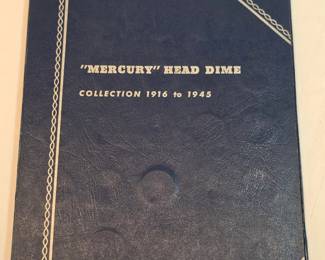 "MERCURY" HEAD DIME
COLLECTION 1916 to 1945